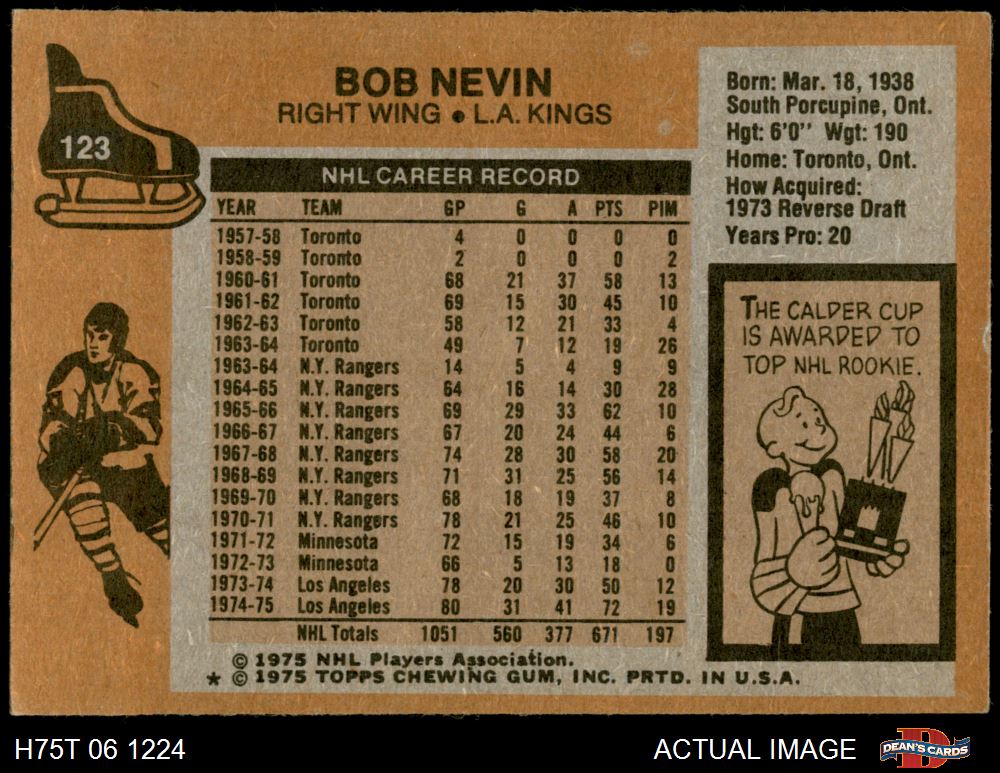 BOB NEVIN
RIGHT WING • L.A. KINGS
123
Born: Mar. 18, 1938
South Porcupine, Ont.
Hgt: 6'0" Wgt: 190
Home: Toronto, Ont.
How Acquired:
1973 Reverse Draft
Years Pro: 20
NHL CAREER RECORD
YEAR TEAM GP G A PTS PIM
1957-58 Toronto 4 0 0 0 0
1958-59 Toronto 2 0 0 0 2
1960-61 Toronto 68 21 37 58 13
1961-62 Toronto 69 15 30 45 10
1962-63 Toronto 58 12 21 33 4
1963-64 Toronto 49 7 12 19 26
1963-64 N.Y. Rangers 14 5 4 9 9
1964-65 N.Y. Rangers 64 16 14 30 28
1965-66 N.Y. Rangers 69 29 33 62 10
1966-67 N.Y. Rangers 67 20 24 44 6
1967-68 N.Y. Rangers 74 28 30 58 20
1968-69 N.Y. Rangers 71 31 25 56 14
1969-70 N.Y. Rangers 68 18 19 37 8
1970-71 N.Y. Rangers 78 21 25 46 10
1971-72 Minnesota 72 15 19 34 6
1972-73 Minnesota 66 5 13 18 0
1973-74 Los Angeles 78 20 30 50 12
1974-75 Los Angeles 80 31 41 72 19
NHL Totals 1051 560 377 671 197
THE CALDER CUP
IS AWARDED TO
TOP NHL ROOKIE.
© 1975 NHL Players Association.
★ © 1975 TOPPS CHEWING GUM, INC. PRTD. IN U.S.A.
H75T 06 1224
ACTUAL IMAGE
DEAN'S CARDS